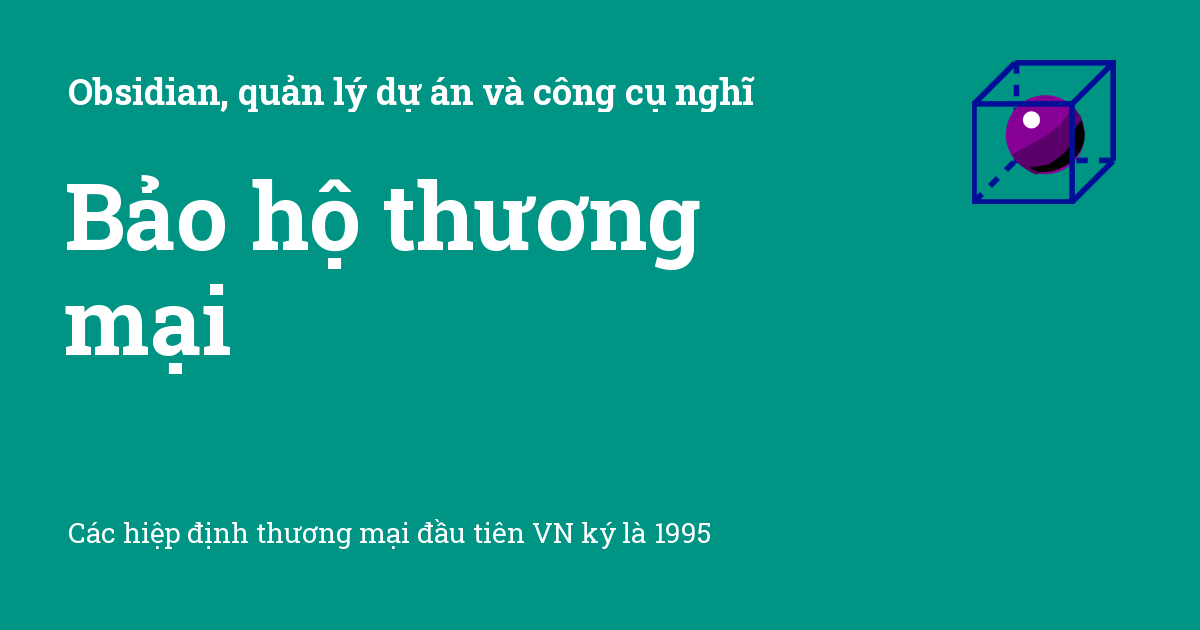 Obsidian, quản lý dự án và công cụ nghĩ
Bảo hộ thương
mại
Các hiệp định thương mại đầu tiên VN ký là 1995